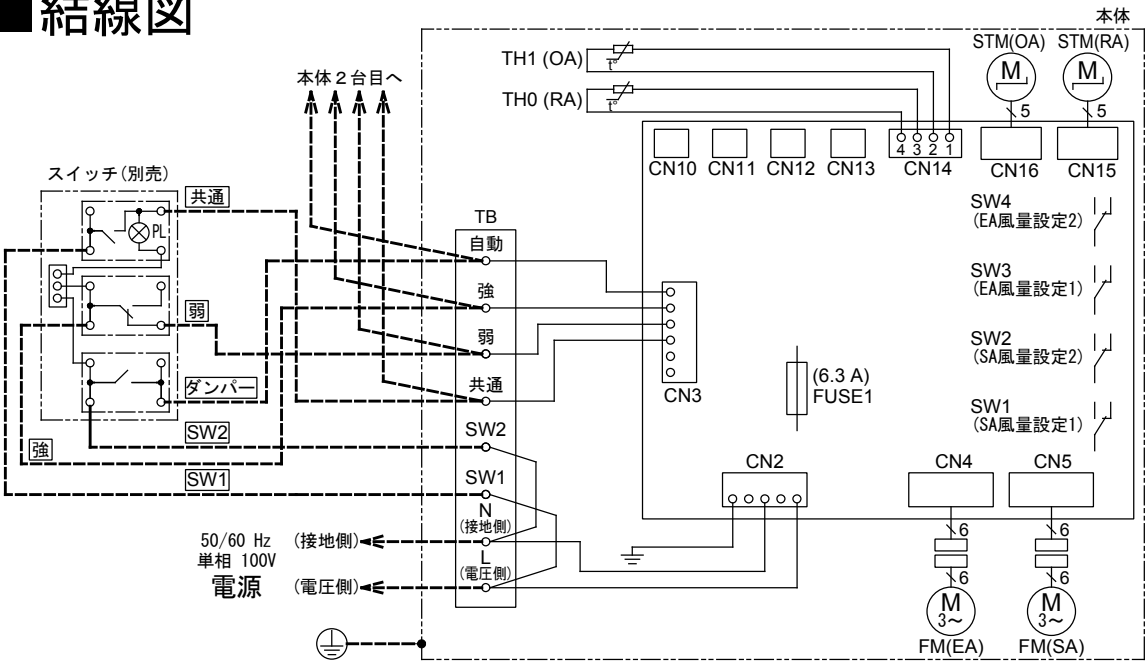 ■結線図
本体
STM(OA)
STM(RA)
M
M
5
5
TH1 (OA)
t°
TH0 (RA)
t°
本体2台目へ
CN10
CN11
CN12
CN13
4 3 2 1
CN14
CN16
CN15
スイッチ(別売)
共通
PL
弱
ダンパー
SW2
強
SW1
TB
自動
強
弱
共通
SW2
SW1
N
(接地側)
L
(電圧側)
CN3
(6.3 A)
FUSE1
SW4
(EA風量設定2)
SW3
(EA風量設定1)
SW2
(SA風量設定2)
SW1
(SA風量設定1)
CN2
CN4
CN5
6
6
6
6
M
3~
M
3~
FM(EA)
FM(SA)
50/60 Hz
単相 100V
電源
(接地側)
(電圧側)